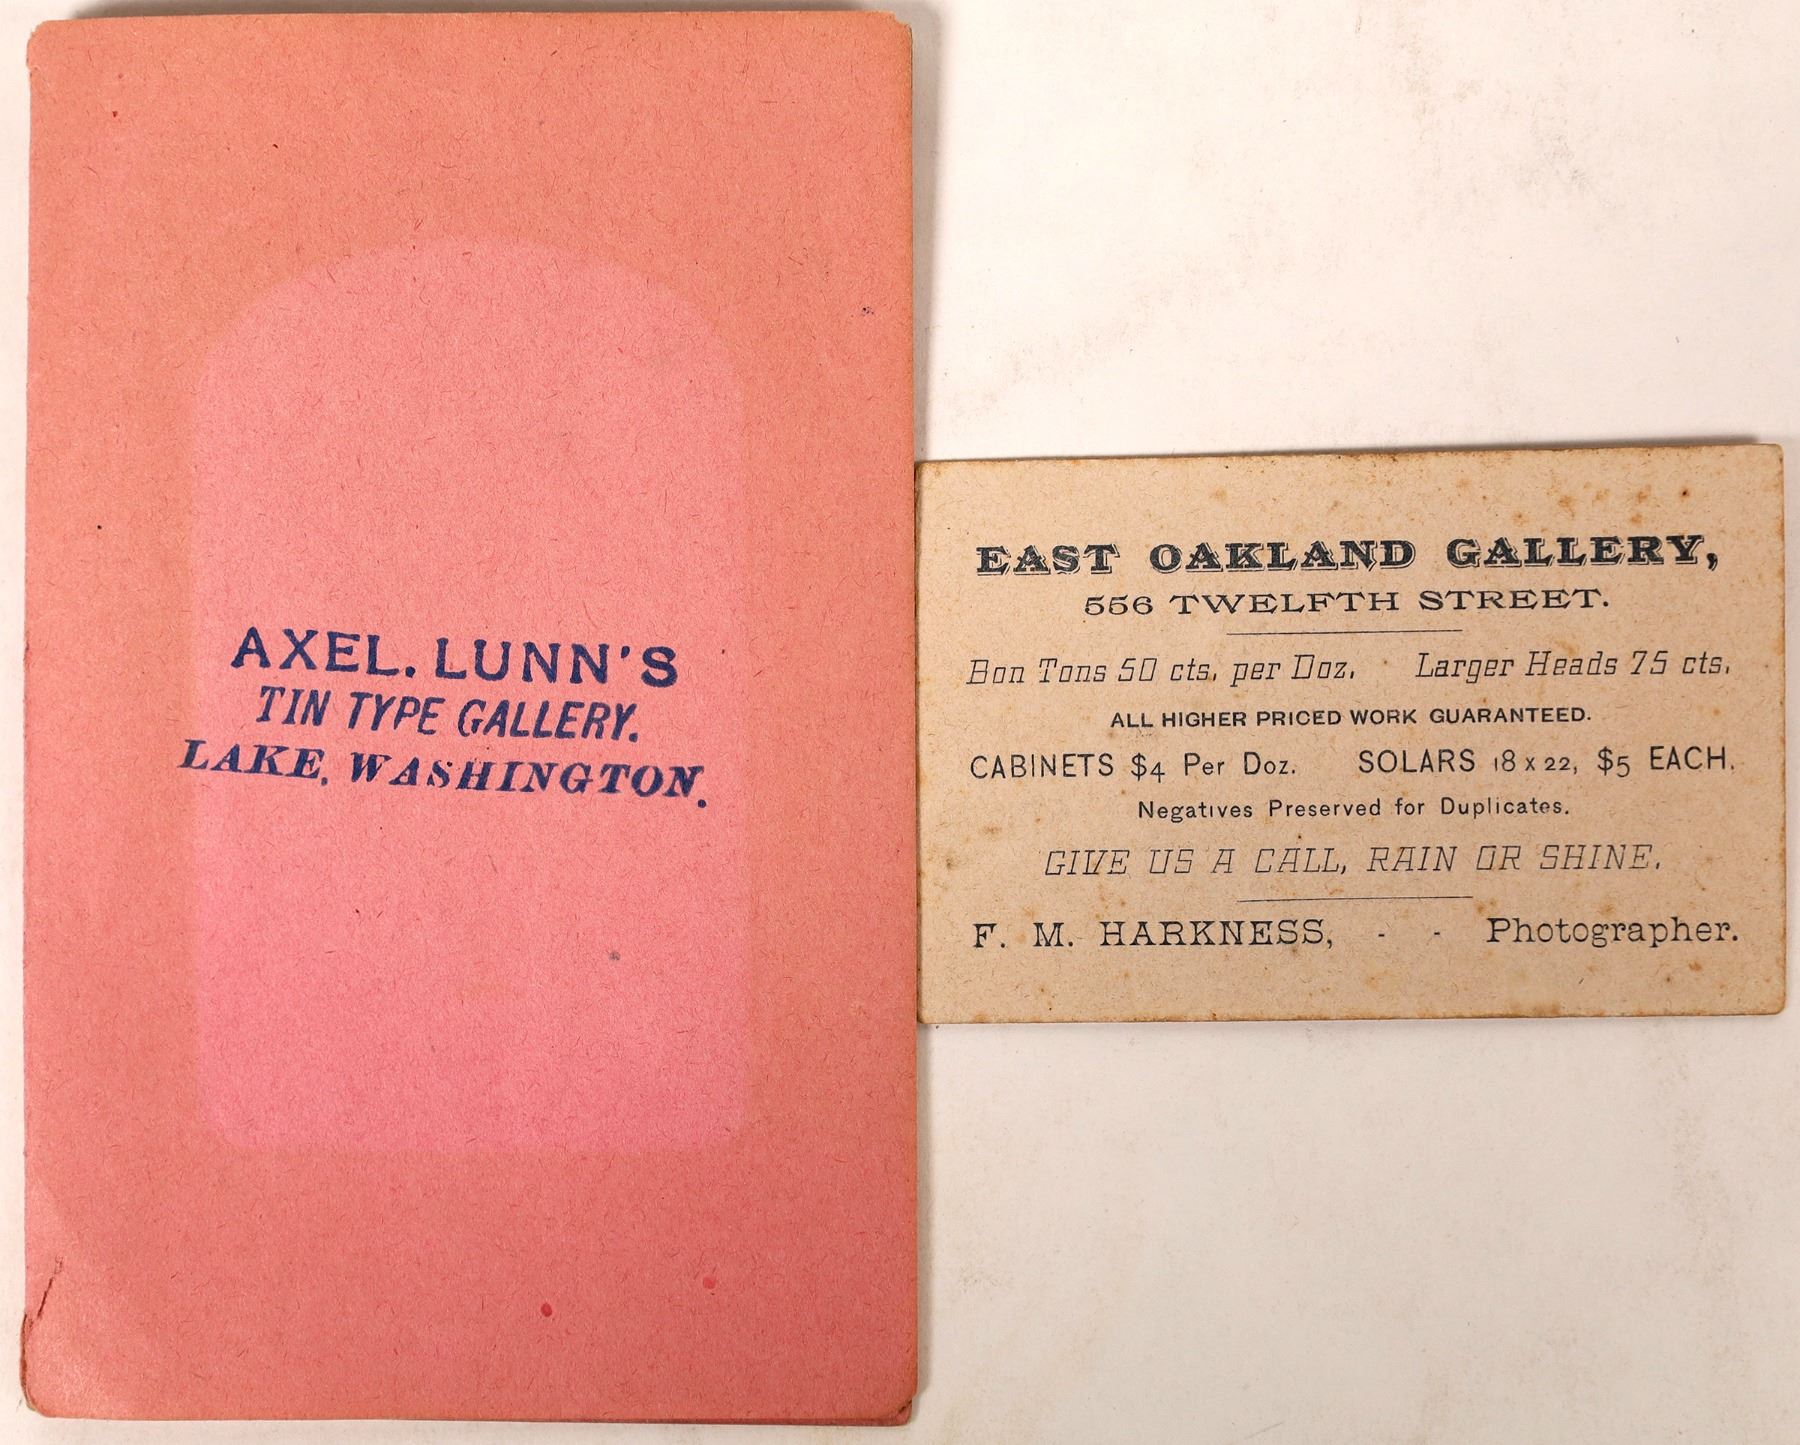 AXEL. LUNN'S
TIN TYPE GALLERY.
LAKE, WASHINGTON.
EAST OAKLAND GALLERY,
556 TWELFTH STREET.
Bon Tons 50 cts. per Doz. Larger Heads 75 cts.
ALL HIGHER PRICED WORK GUARANTEED.
CABINETS $4 Per Doz. SOLARS 18 x 22, $5 EACH.
Negatives Preserved for Duplicates.
GIVE US A CALL, RAIN OR SHINE.
F. M. HARKNESS, - - Photographer.